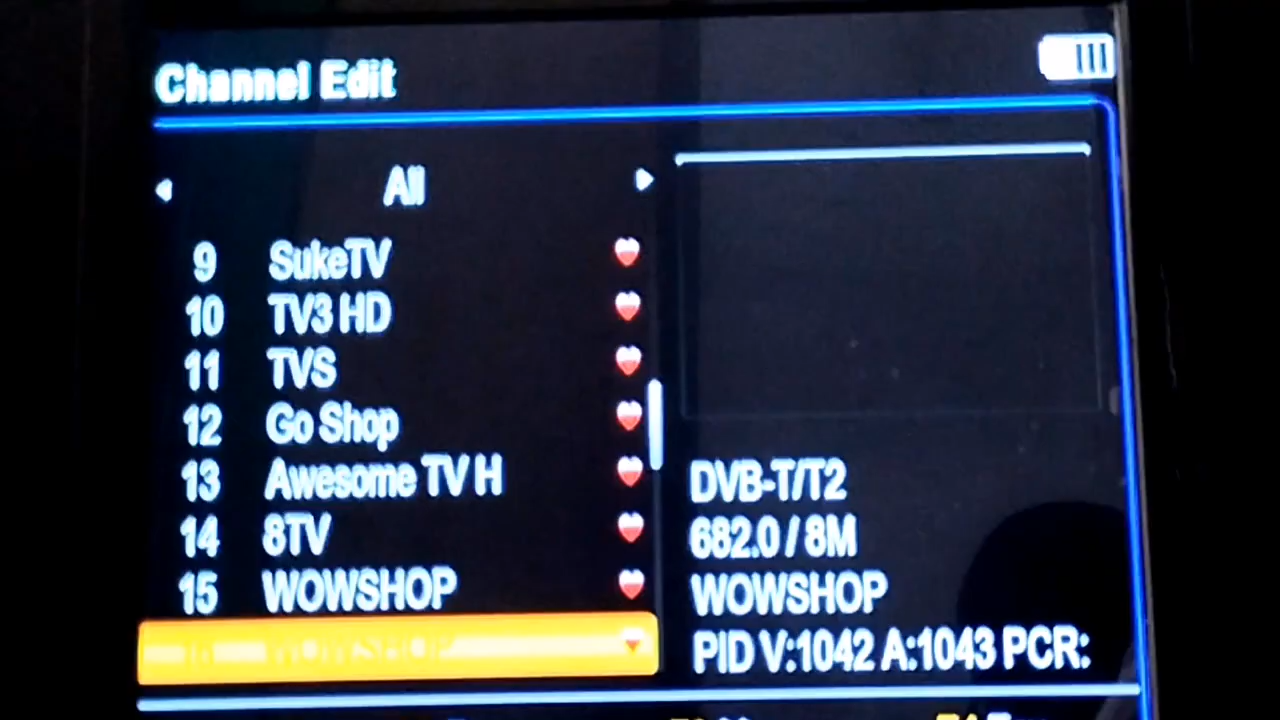 Channel Edit
All
9 SukeTV
10 TV3 HD
11 TVS
12 Go Shop
13 Awesome TV H
14 8TV
15 WOWSHOP
WOWSHOP
DVB-T/T2
682.0 / 8M
WOWSHOP
PID V:1042 A:1043 PCR: